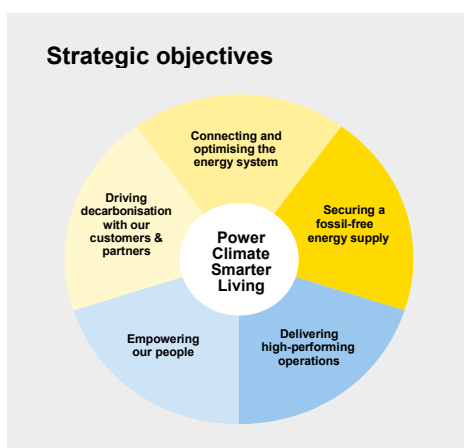 Strategic objectives
Connecting and
optimising the
energy system
Driving
decarbonisation
with our
customers &
partners
Securing a
fossil-free
energy supply
Power
Climate
Smarter
Living
Empowering
our people
Delivering
high-performing
operations